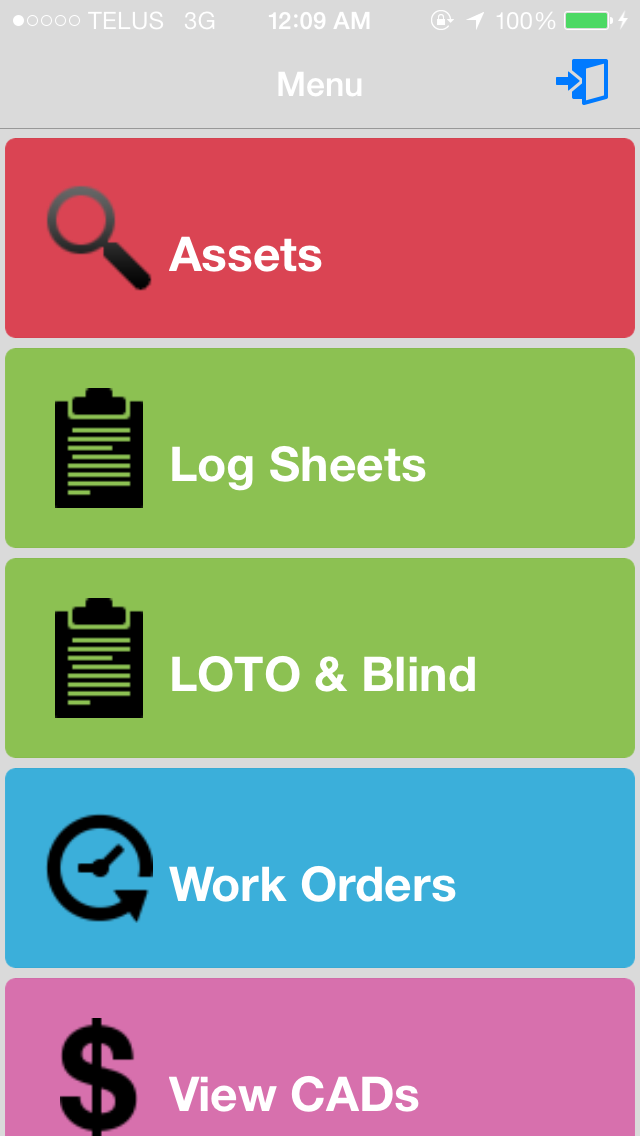 TELUS 3G 12:09 AM 100%
Menu
Assets
Log Sheets
LOTO & Blind
Work Orders
$ View CADs